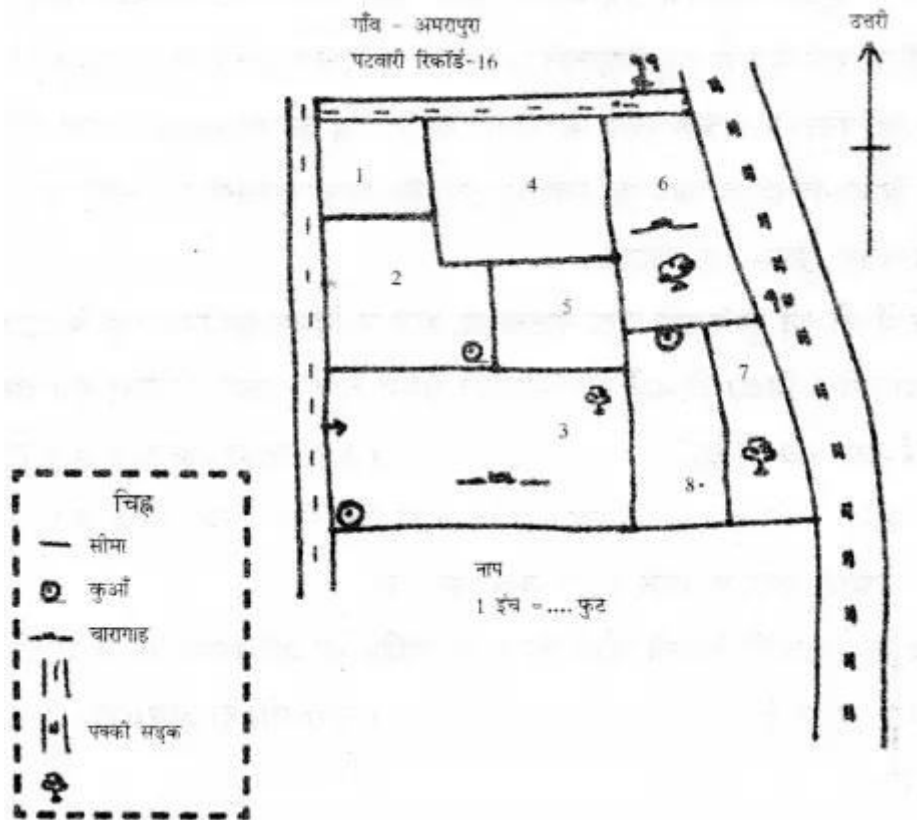 गाँव - अमरापुरा
पटवारी रिकॉर्ड-16
उत्तरी
1
4
6
2
5
7
3
8
चिह्न
सीमा
कुआँ
चारागाह
पक्की सड़क
नाप
1 इंच =.... फुट